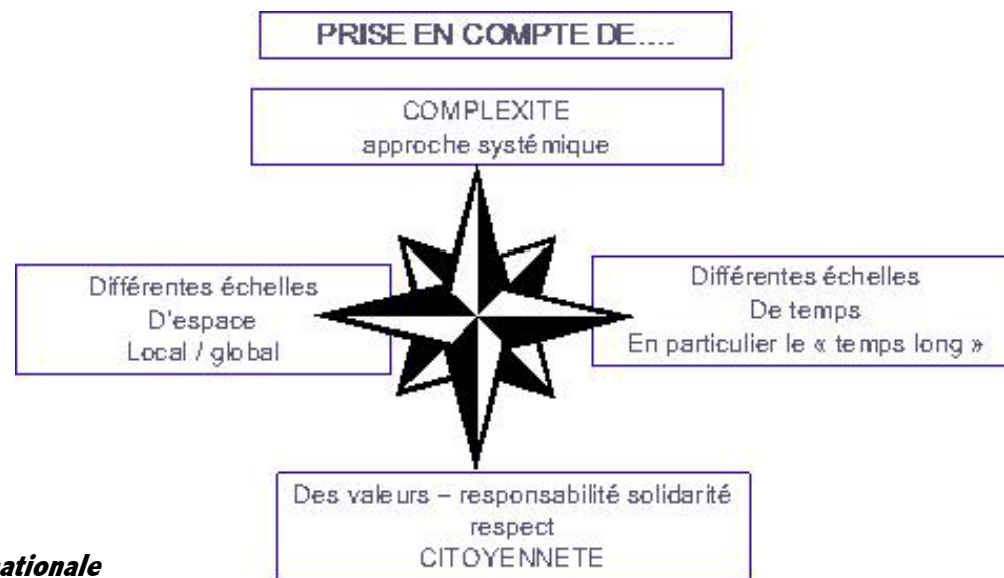 PRISE EN COMPTE DE.....
COMPLEXITE
approche systémique
Différentes échelles
D'espace
Local / global
Différentes échelles
De temps
En particulier le « temps long »
Des valeurs – responsabilité solidarité
respect
CITOYENNETE